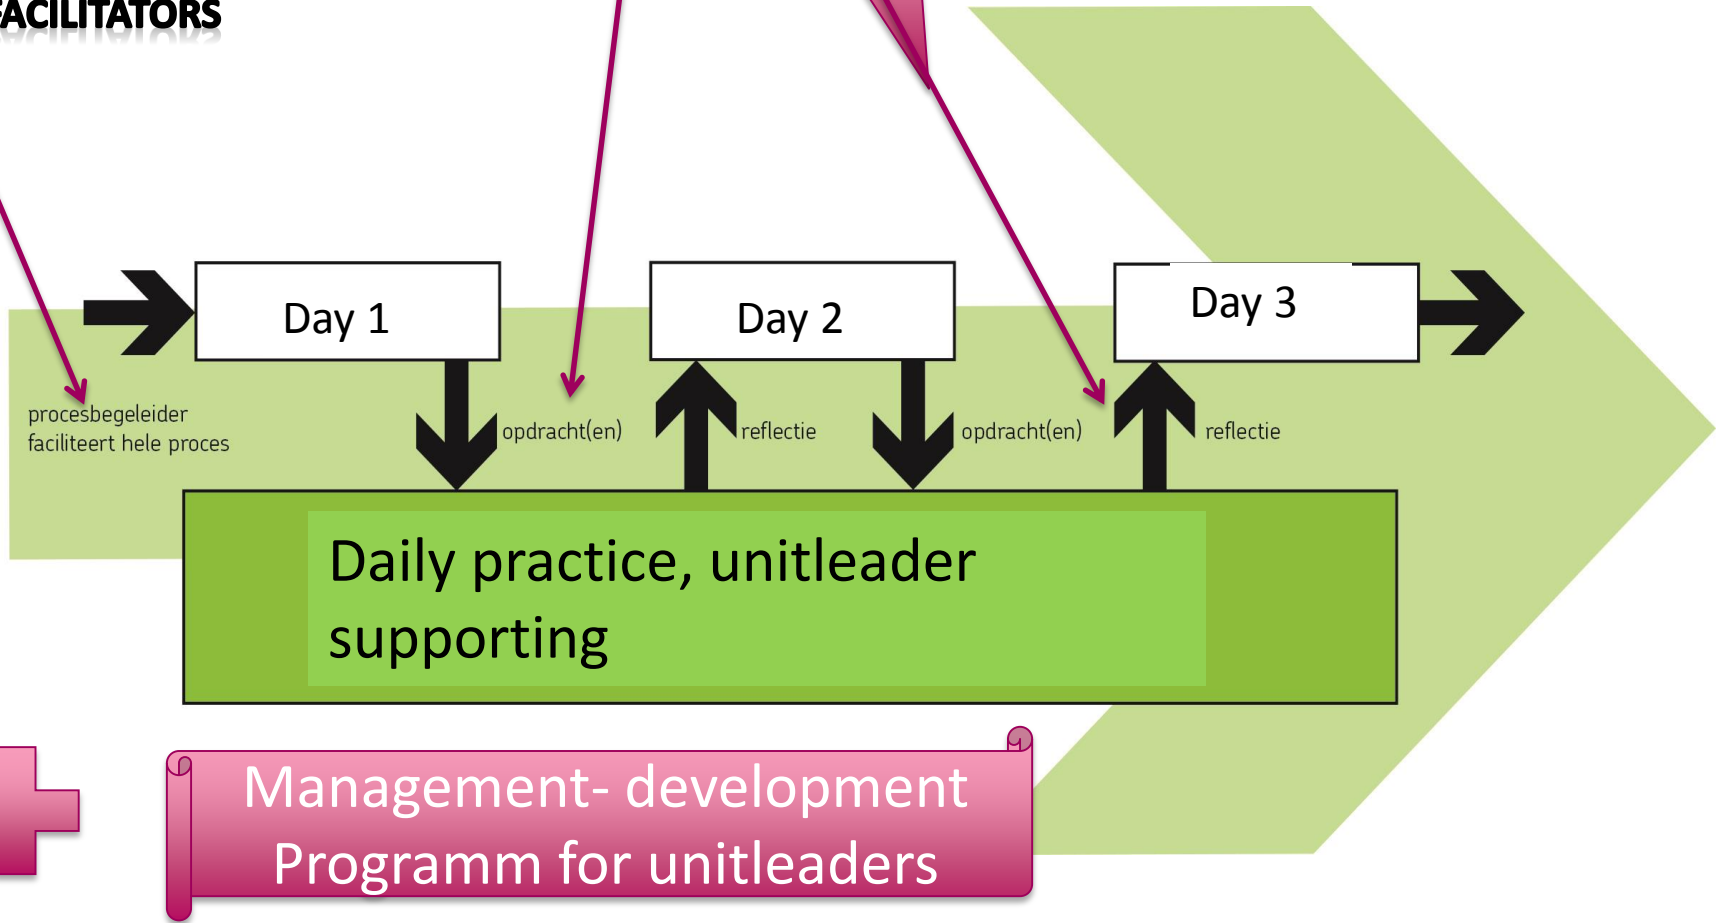 FACILITATORS
Day 1
Day 2
Day 3
procesbegeleider
faciliteert hele proces
opdracht(en)
reflectie
opdracht(en)
reflectie
Daily practice, unitleader
supporting
Management- development
Programm for unitleaders